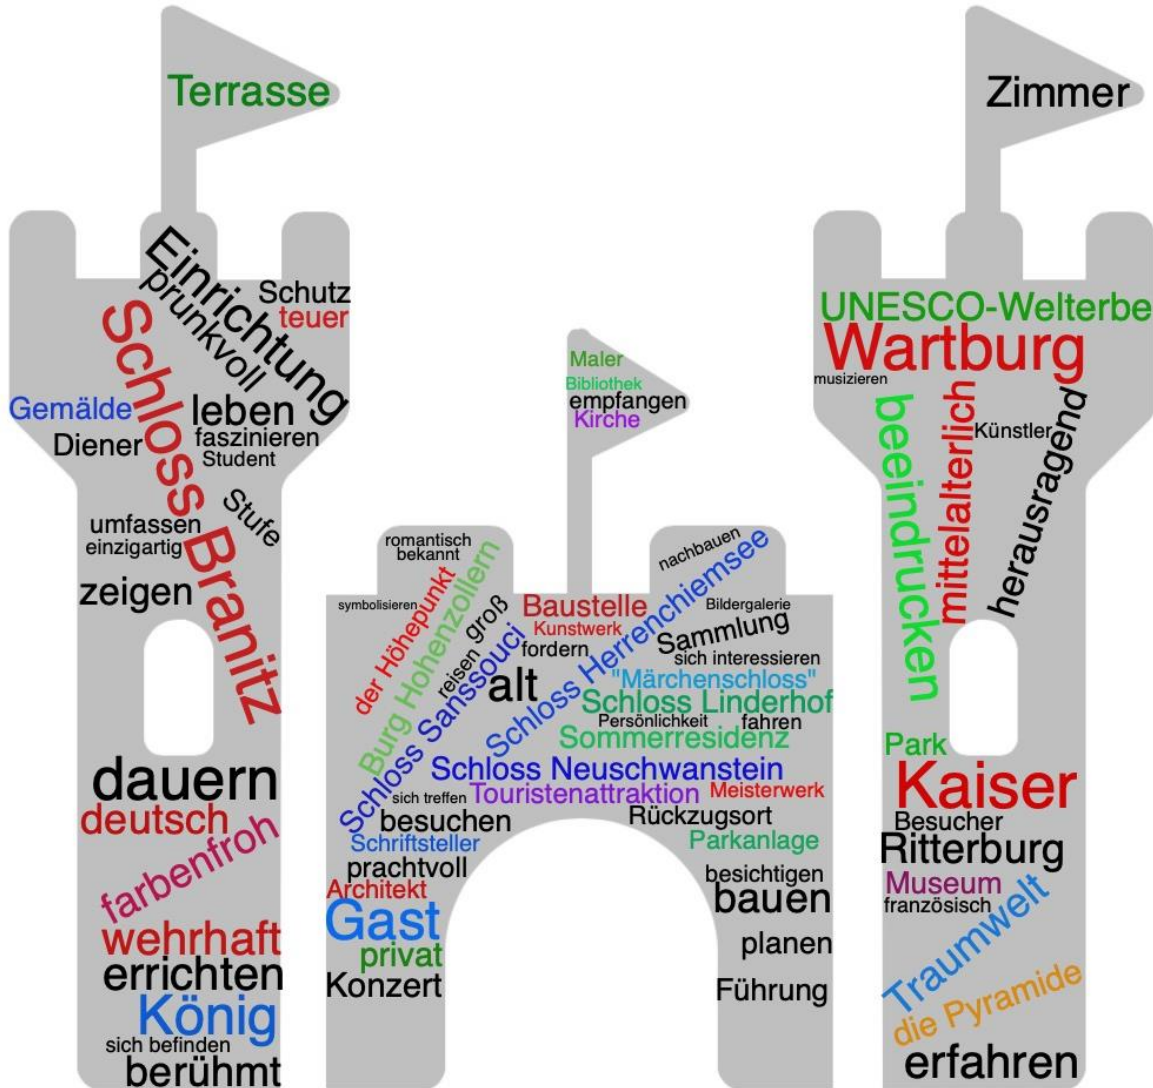 Terrasse
Einrichtung
prunkvoll
Schutz
teuer
Schloss Branitz
Gemälde
leben
Diener
faszinieren
Student
Stufe
umfassen
einzigartig
zeigen
dauern
deutsch
farbenfroh
wehrhaft
errichten
König
sich befinden
berühmt
Maler
Bibliothek
empfangen
Kirche
romantisch
bekannt
symbolisieren
der Höhepunkt
Burg Hohenzollern
reisen
groß
Schloss Sanssouci
alt
Baustelle
Kunstwerk
fordern
Schloss Herrenchiemsee
nachbauen
Bildergalerie
Sammlung
sich interessieren
"Märchenschloss"
Schloss Linderhof
Persönlichkeit
fahren
Sommerresidenz
Schloss Neuschwanstein
sich treffen
Touristenattraktion
Meisterwerk
besuchen
Rückzugsort
Schriftsteller
Parkanlage
prachtvoll
besichtigen
Architekt
bauen
Gast
privat
planen
Konzert
Führung
Zimmer
UNESCO-Welterbe
Wartburg
musizieren
beeindrucken
mittelalterlich
Künstler
herausragend
Park
Kaiser
Besucher
Ritterburg
Museum
französisch
Traumwelt
die Pyramide
erfahren